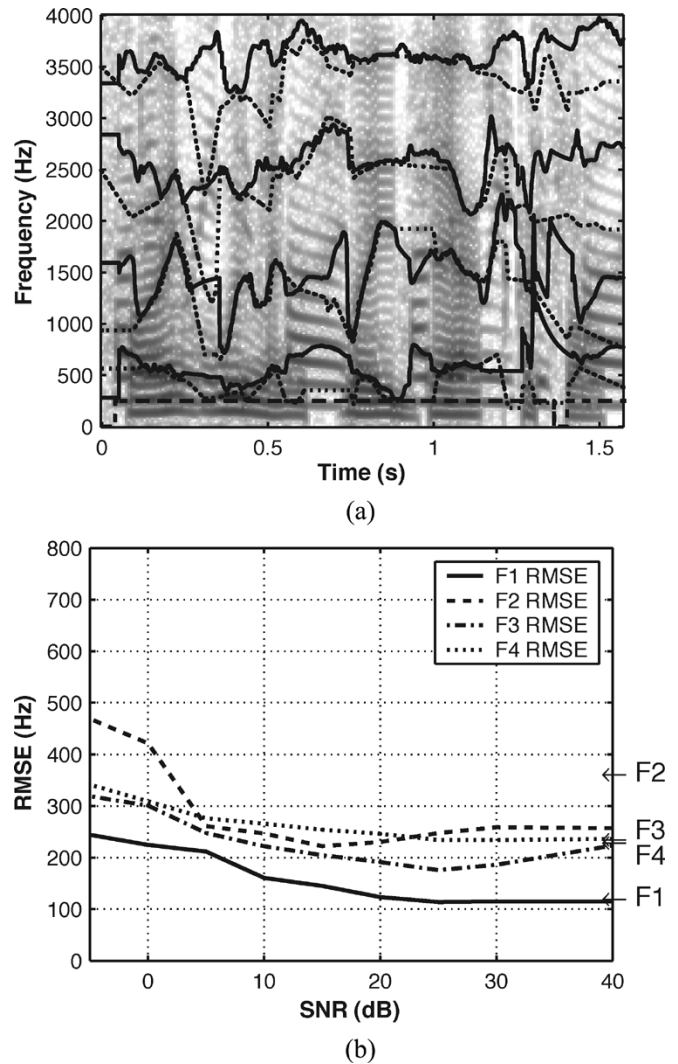 4000
3500
3000
2500
2000
1500
1000
500
0
Frequency (Hz)
0
0.5
1
1.5
Time (s)
(a)
800
700
600
500
400
300
200
100
0
RMSE (Hz)
F1 RMSE
F2 RMSE
F3 RMSE
F4 RMSE
F2
F3
F4
F1
0
10
20
30
40
SNR (dB)
(b)